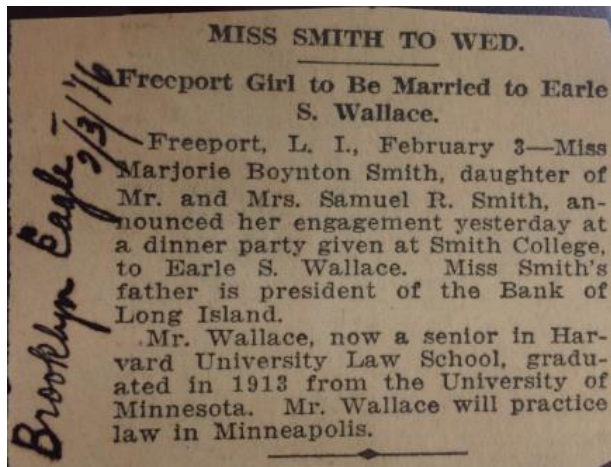 MISS SMITH TO WED.
Freeport Girl to Be Married to Earle
S. Wallace.
Freeport, L. I., February 3—Miss
Marjorie Boynton Smith, daughter of
Mr. and Mrs. Samuel R. Smith, an-
nounced her engagement yesterday at
a dinner party given at Smith College,
to Earle S. Wallace. Miss Smith's
father is president of the Bank of
Long Island.
Mr. Wallace, now a senior in Har-
vard University Law School, gradu-
ated in 1913 from the University of
Minnesota. Mr. Wallace will practice
law in Minneapolis.
Brooklyn Eagle - 2/3/16